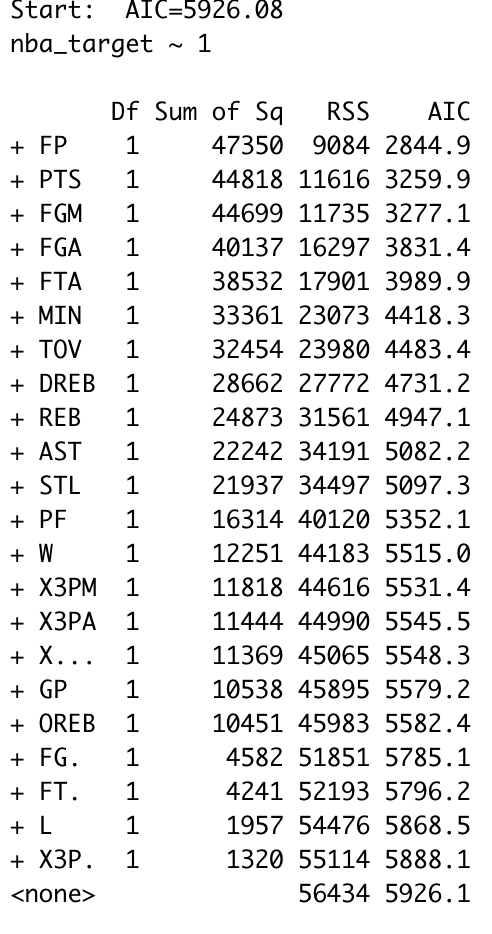 Start:  AIC=5926.08
nba_target ~ 1
       Df Sum of Sq   RSS    AIC
+ FP    1     47350  9084 2844.9
+ PTS   1     44818 11616 3259.9
+ FGM   1     44699 11735 3277.1
+ FGA   1     40137 16297 3831.4
+ FTA   1     38532 17901 3989.9
+ MIN   1     33361 23073 4418.3
+ TOV   1     32454 23980 4483.4
+ DREB  1     28662 27772 4731.2
+ REB   1     24873 31561 4947.1
+ AST   1     22242 34191 5082.2
+ STL   1     21937 34497 5097.3
+ PF    1     16314 40120 5352.1
+ W     1     12251 44183 5515.0
+ X3PM  1     11818 44616 5531.4
+ X3PA  1     11444 44990 5545.5
+ X...  1     11369 45065 5548.3
+ GP    1     10538 45895 5579.2
+ OREB  1     10451 45983 5582.4
+ FG.   1      4582 51851 5785.1
+ FT.   1      4241 52193 5796.2
+ L     1      1957 54476 5868.5
+ X3P.  1      1320 55114 5888.1
<none>              56434 5926.1